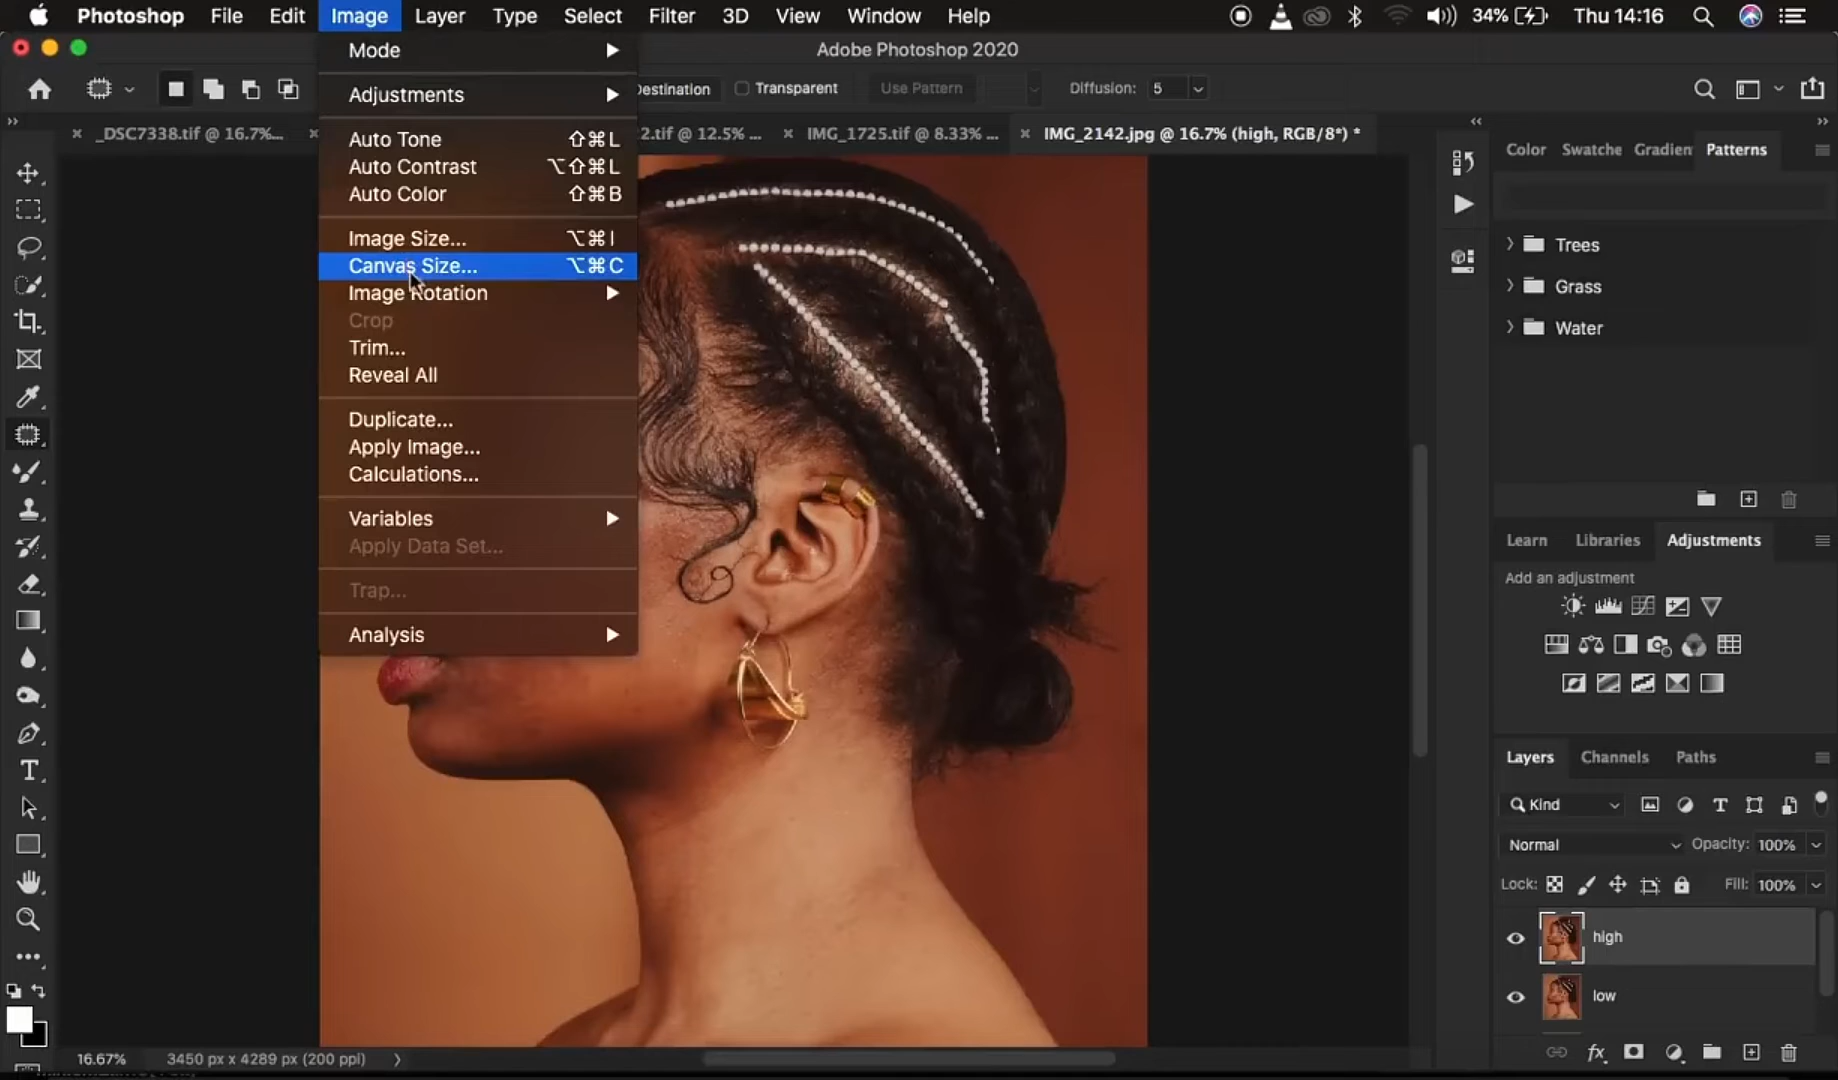 Photoshop File Edit Image Layer Type Select Filter 3D View Window Help 34% Thu 14:16
Adobe Photoshop 2020
Destination Transparent Use Pattern Diffusion: 5
_DSC7338.tif @ 16.7%... 2.tif @ 12.5% ... IMG_1725.tif @ 8.33% ... IMG_2142.jpg @ 16.7% (high, RGB/8*) *
Mode
Adjustments
Auto Tone ⇧⌘L
Auto Contrast ⌥⇧⌘L
Auto Color ⇧⌘B
Image Size... ⌥⌘I
Canvas Size... ⌥⌘C
Image Rotation
Crop
Trim...
Reveal All
Duplicate...
Apply Image...
Calculations...
Variables
Apply Data Set...
Trap...
Analysis
Color Swatche Gradien Patterns
Trees
Grass
Water
Learn Libraries Adjustments
Add an adjustment
Layers Channels Paths
Kind
Normal Opacity: 100%
Lock: Fill: 100%
high
low
16.67% 3450 px x 4289 px (200 ppi)